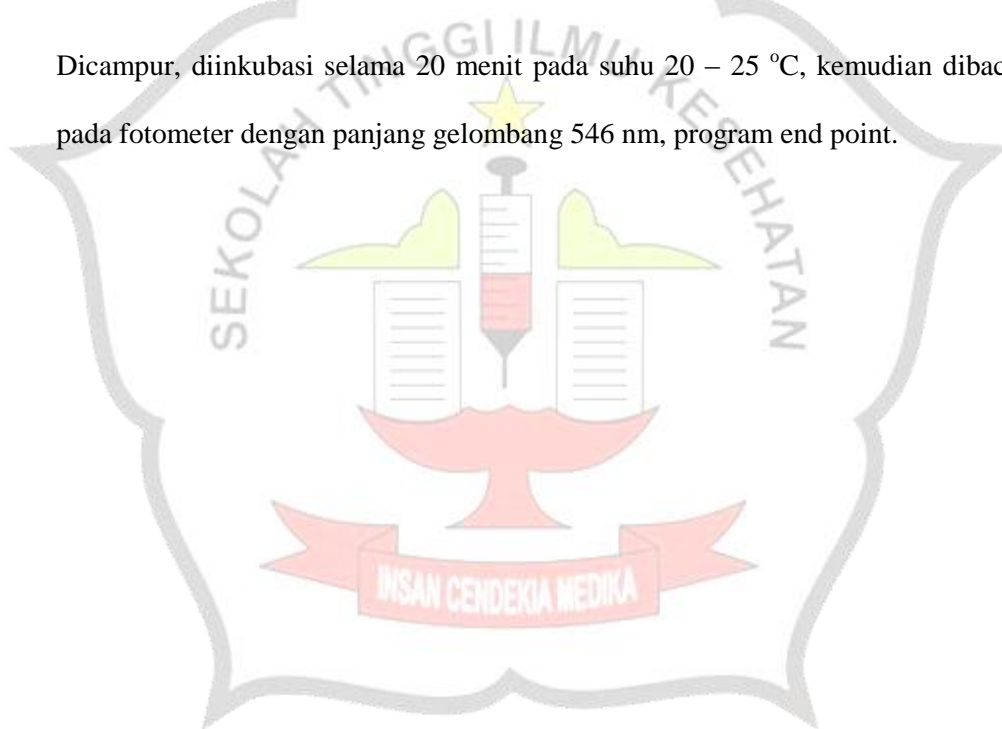 Dicampur, diinkubasi selama 20 menit pada suhu 20 – 25 °C, kemudian dibac
pada fotometer dengan panjang gelombang 546 nm, program end point.
SEKOLAH TINGGI ILMU KESEHATAN
INSAN CENDEKIA MEDIKA